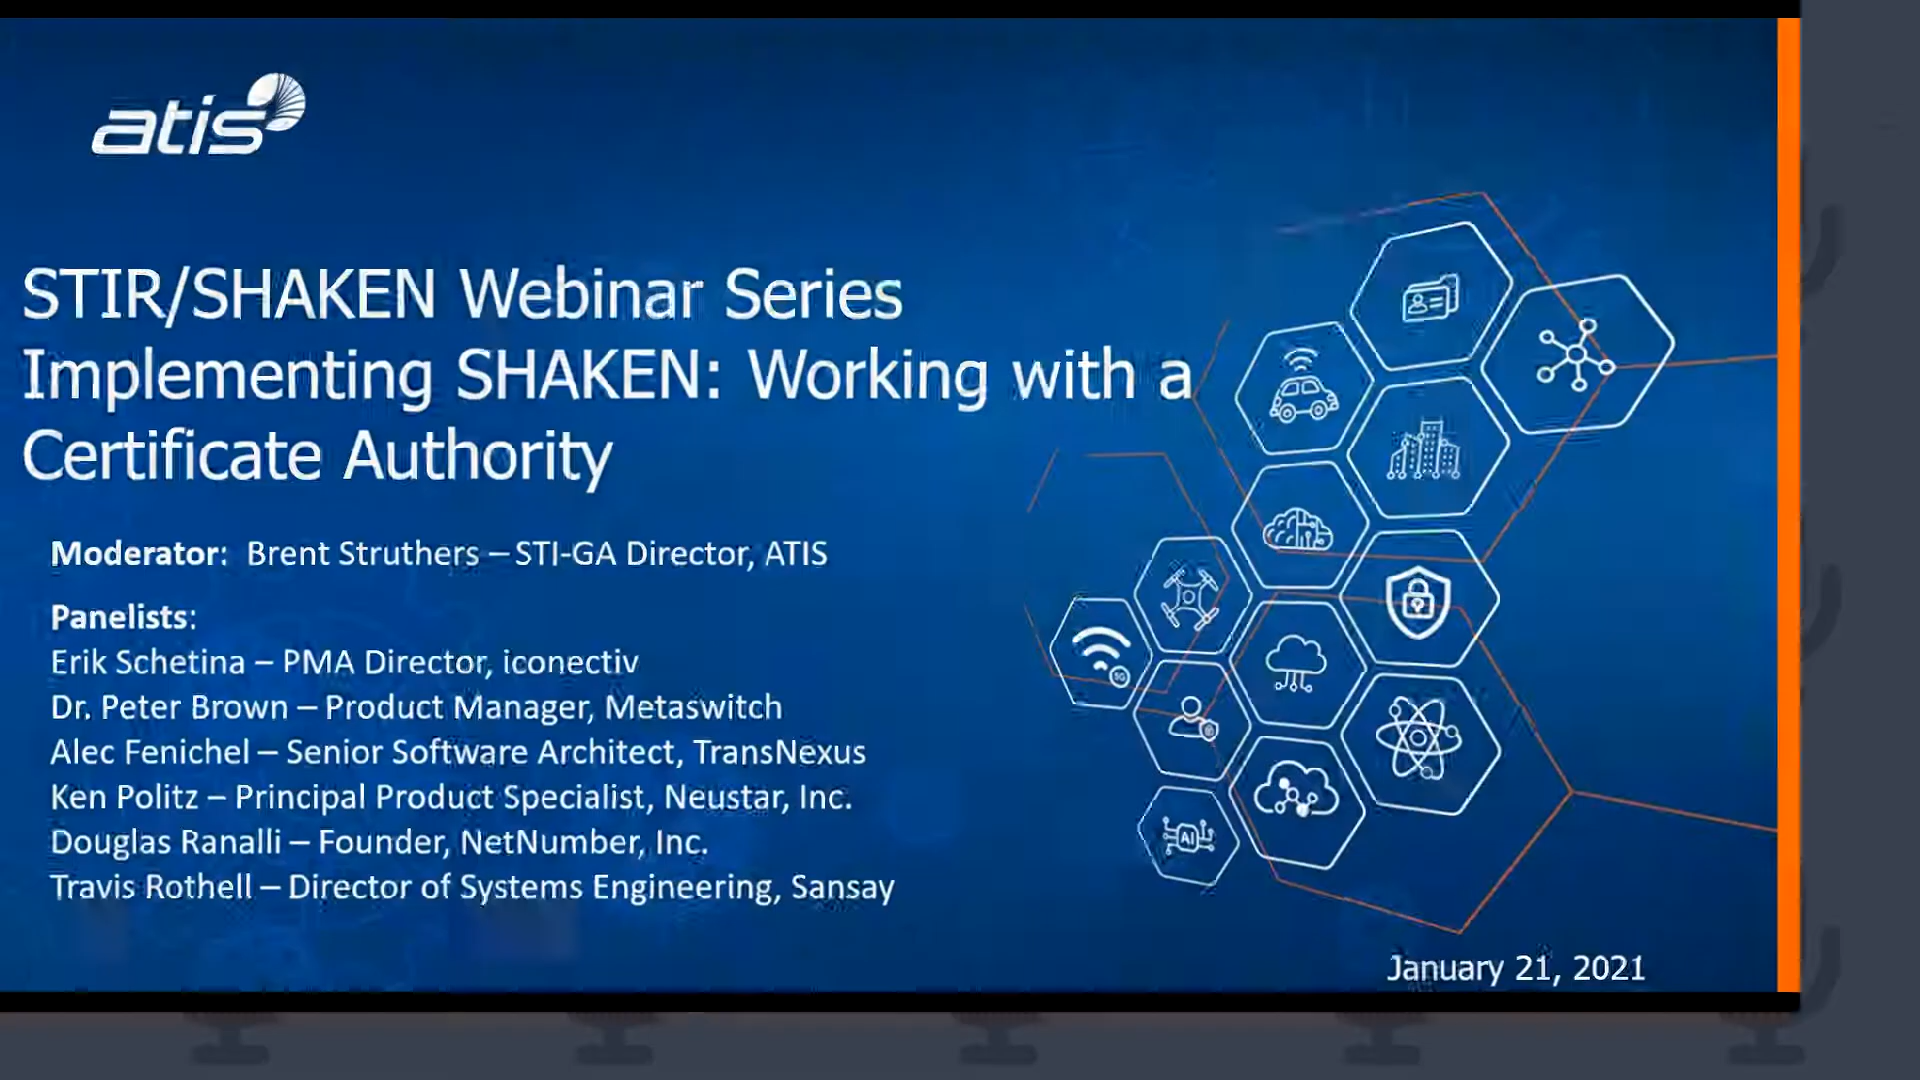 atis
STIR/SHAKEN Webinar Series
Implementing SHAKEN: Working with a
Certificate Authority
Moderator: Brent Struthers – STI-GA Director, ATIS
Panelists:
Erik Schetina – PMA Director, iconectiv
Dr. Peter Brown – Product Manager, Metaswitch
Alec Fenichel – Senior Software Architect, TransNexus
Ken Politz – Principal Product Specialist, Neustar, Inc.
Douglas Ranalli – Founder, NetNumber, Inc.
Travis Rothell – Director of Systems Engineering, Sansay
5G
AI
January 21, 2021